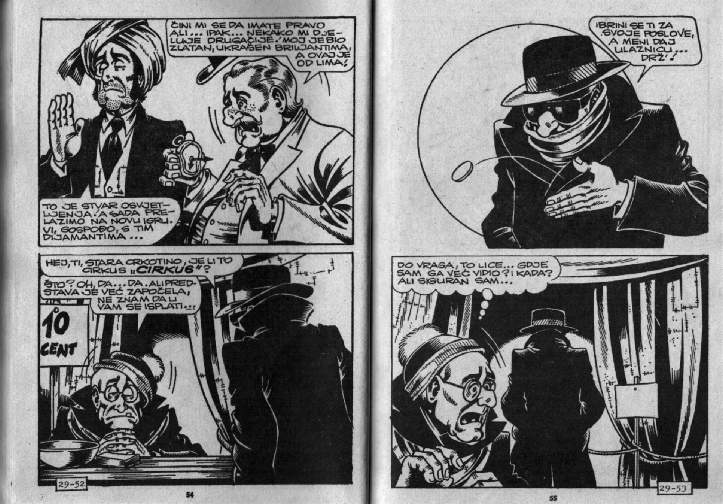 ČINI MI SE DA IMATE PRAVO
ALI... IPAK... NEKAKO MI DJE-
LUJE DRUGAČIJE. MOJ JE BIO
ZLATAN, UKRAŠEN BRILJANTIMA,
A OVAJ JE
OD LIMA!
TO JE STVAR OSVJET-
LJENJA. A SADA PRE-
LAZIMO NA NOVU IGRU.
VI, GOSPOĐO, S TIM
DIJAMANTIMA...
HEJ, TI, STARA CRKOTINO, JE LI TO
CIRKUS „CIRKUS“?
ŠTO? OH, DA... DA. ALI PRED-
STAVA JE VEĆ ZAPOČELA,
NE ZNAM DA LI
VAM SE ISPLATI...
10
CENT
29-52
54
BRINI SE TI ZA
SVOJE POSLOVE,
A MENI DAJ
ULAZNICU...
DRŽ'!
DO VRAGA, TO LICE... GDJE
SAM GA VEĆ VIDIO? I KADA?
ALI SIGURAN SAM...
29-53
55